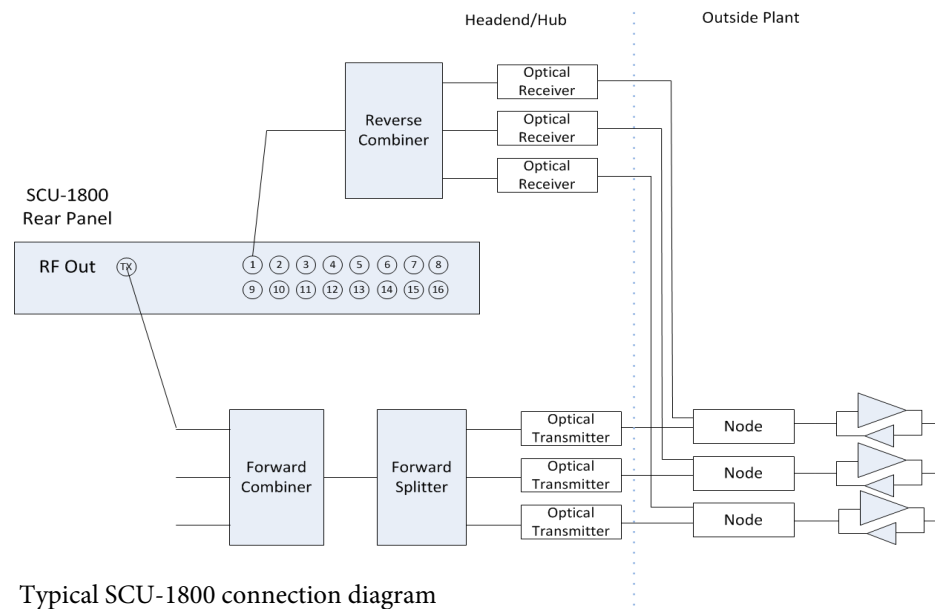 Headend/Hub
Outside Plant
Optical
Receiver
Reverse
Combiner
Optical
Receiver
Optical
Receiver
SCU-1800
Rear Panel
RF Out
TX
1 2 3 4 5 6 7 8
9 10 11 12 13 14 15 16
Optical
Transmitter
Node
Forward
Combiner
Forward
Splitter
Optical
Transmitter
Node
Optical
Transmitter
Node
Typical SCU-1800 connection diagram